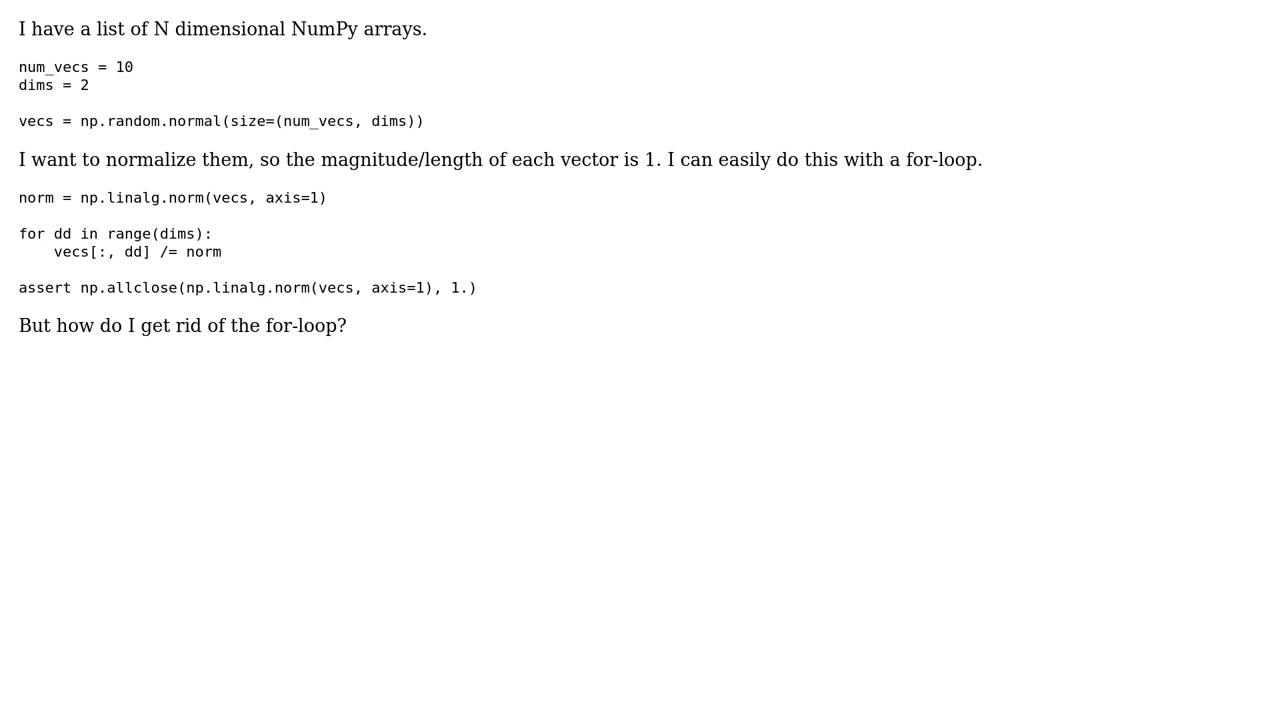 I have a list of N dimensional NumPy arrays.
num_vecs = 10
dims = 2
vecs = np.random.normal(size=(num_vecs, dims))
I want to normalize them, so the magnitude/length of each vector is 1. I can easily do this with a for-loop.
norm = np.linalg.norm(vecs, axis=1)
for dd in range(dims):
    vecs[:, dd] /= norm
assert np.allclose(np.linalg.norm(vecs, axis=1), 1.)
But how do I get rid of the for-loop?